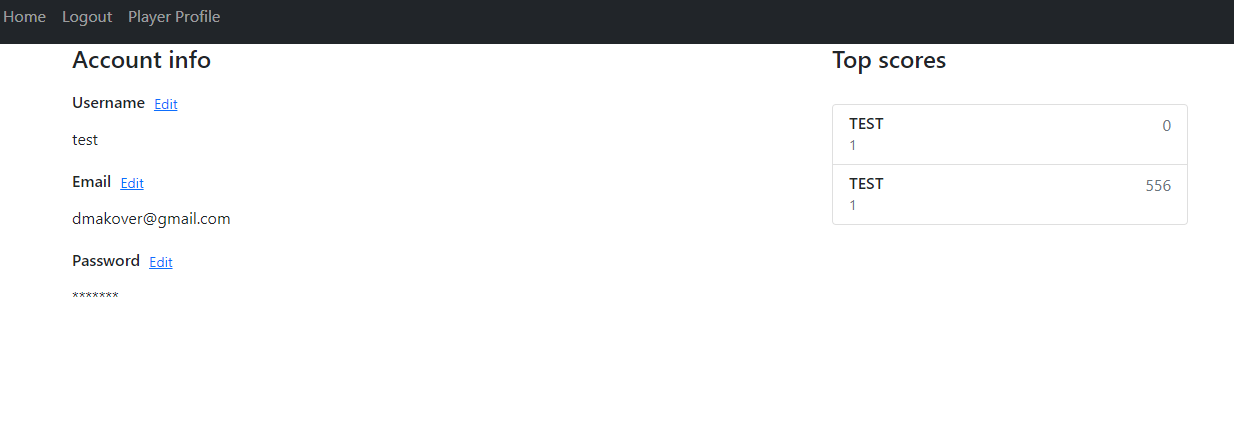 Home Logout Player Profile
Account info
Username Edit
test
Email Edit
dmakover@gmail.com
Password Edit
*******
Top scores
TEST 0
1
TEST 556
1